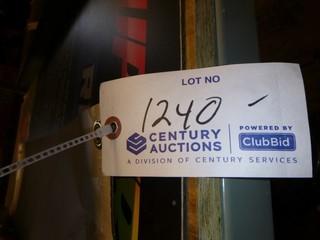 LOT NO
1240 -
CENTURY AUCTIONS
POWERED BY
ClubBid
A DIVISION OF CENTURY SERVICES